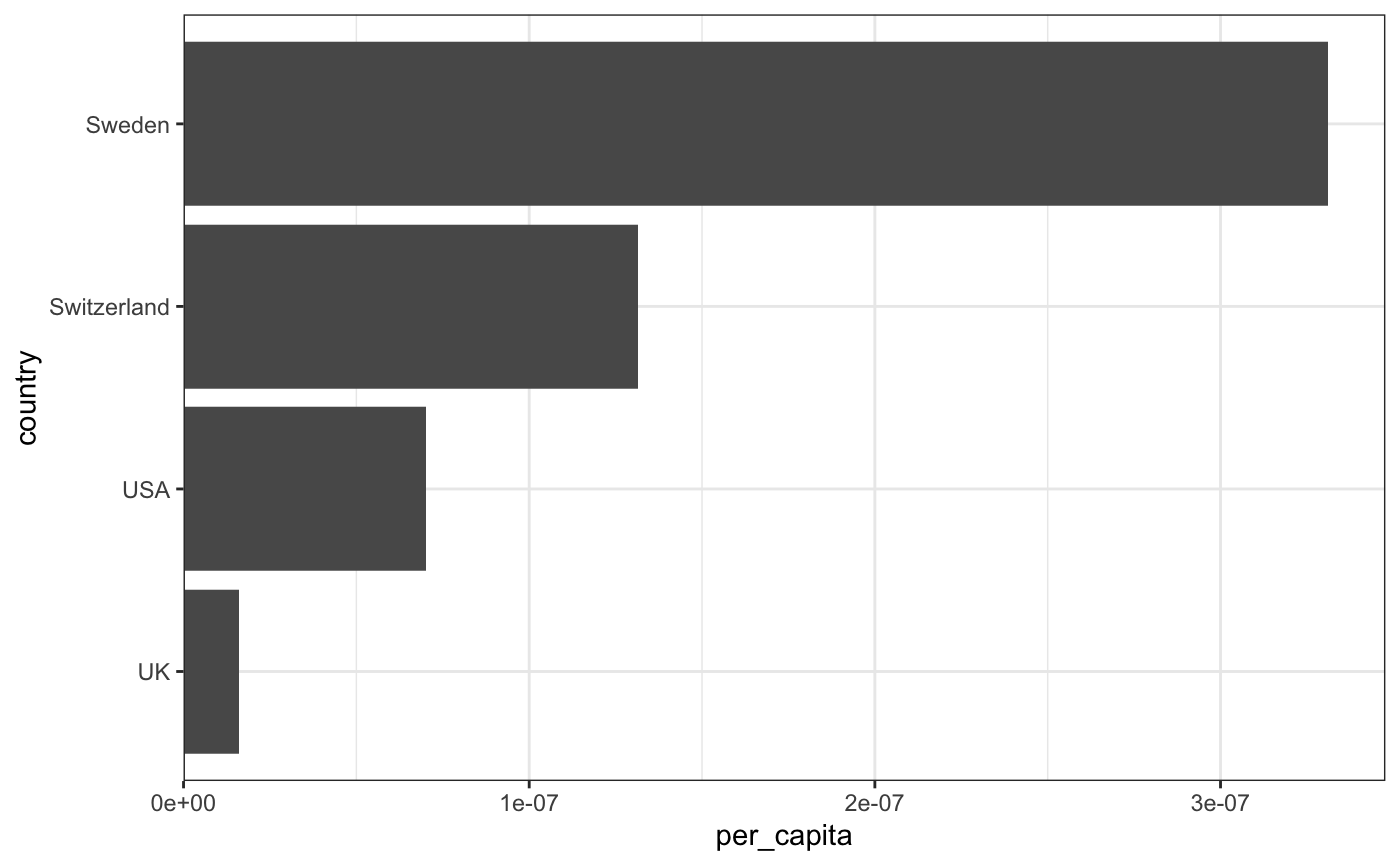 Sweden
Switzerland
USA
UK
country
0e+00 1e-07 2e-07 3e-07
per_capita